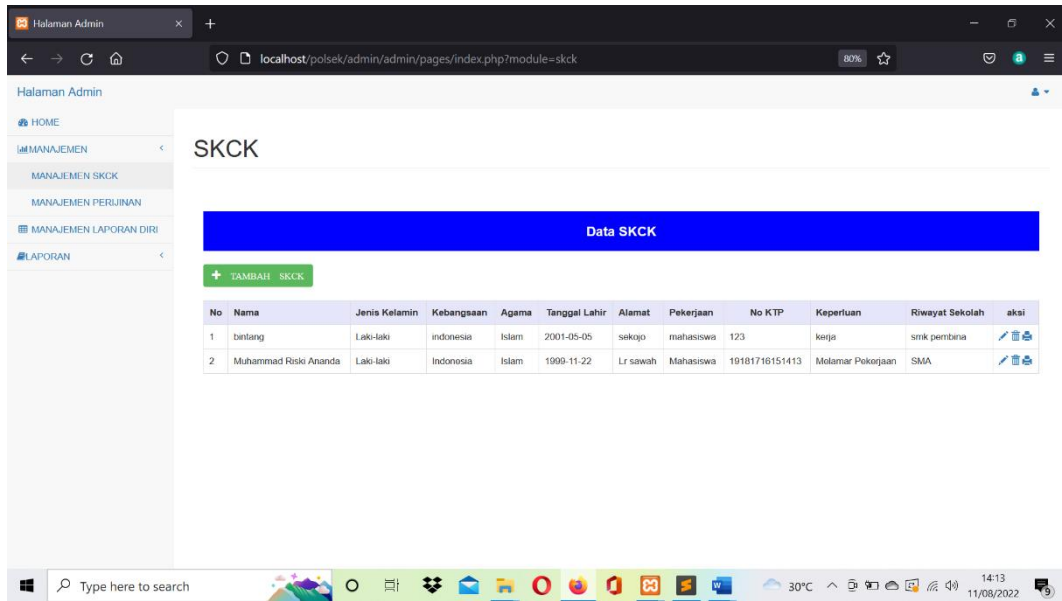 Halaman Admin
localhost/polsek/admin/admin/pages/index.php?module=skck
80%
a
Halaman Admin
HOME
MANAJEMEN
MANAJEMEN SKCK
MANAJEMEN PERIJINAN
MANAJEMEN LAPORAN DIRI
LAPORAN
SKCK
Data SKCK
+ TAMBAH SKCK
No Nama Jenis Kelamin Kebangsaan Agama Tanggal Lahir Alamat Pekerjaan No KTP Keperluan Riwayat Sekolah aksi
1 bintang Laki-laki indonesia Islam 2001-05-05 sekojo mahasiswa 123 kerja smk pembina
2 Muhammad Riski Ananda Laki-laki Indonesia Islam 1999-11-22 Lr sawah Mahasiswa 19181716151413 Melamar Pekerjaan SMA
Type here to search
30°C
14:13
11/08/2022
9